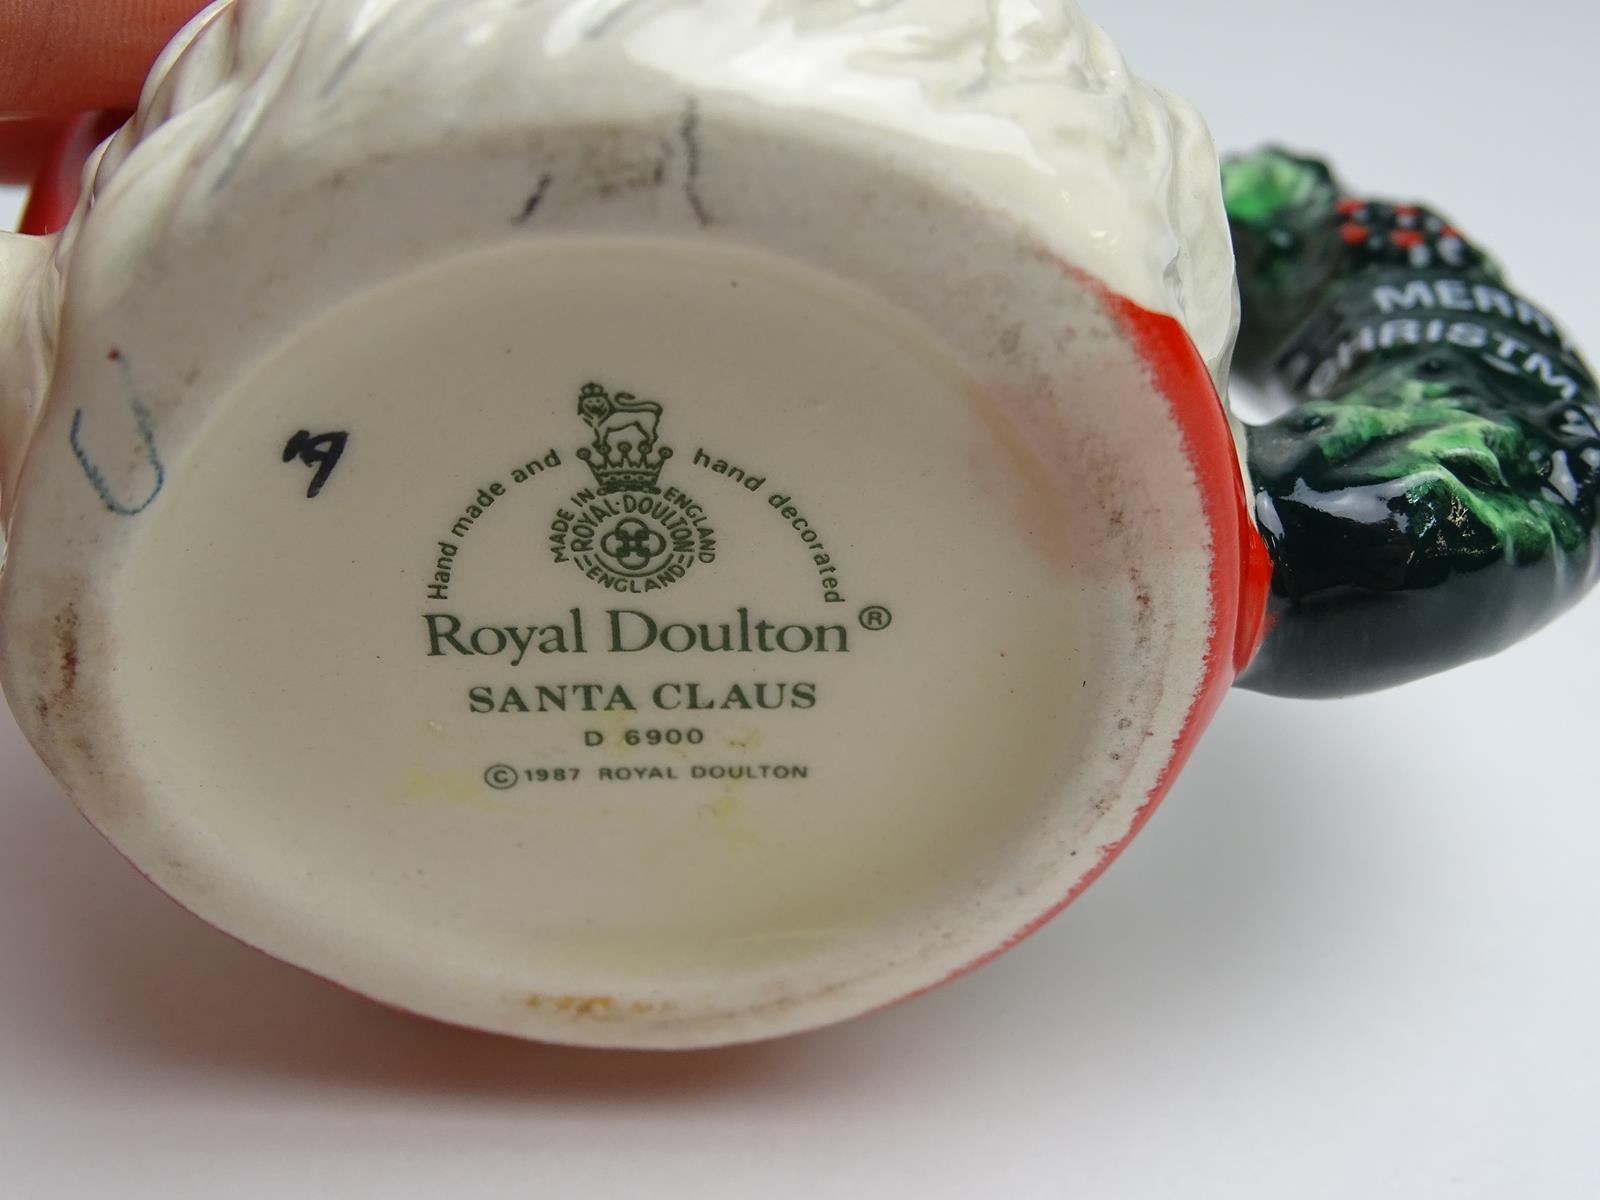 Hand made and hand decorated
MADE IN ENGLAND
ROYAL·DOULTON
ENGLAND
Royal Doulton®
SANTA CLAUS
D 6900
© 1987 ROYAL DOULTON
MERR
CHRISTM